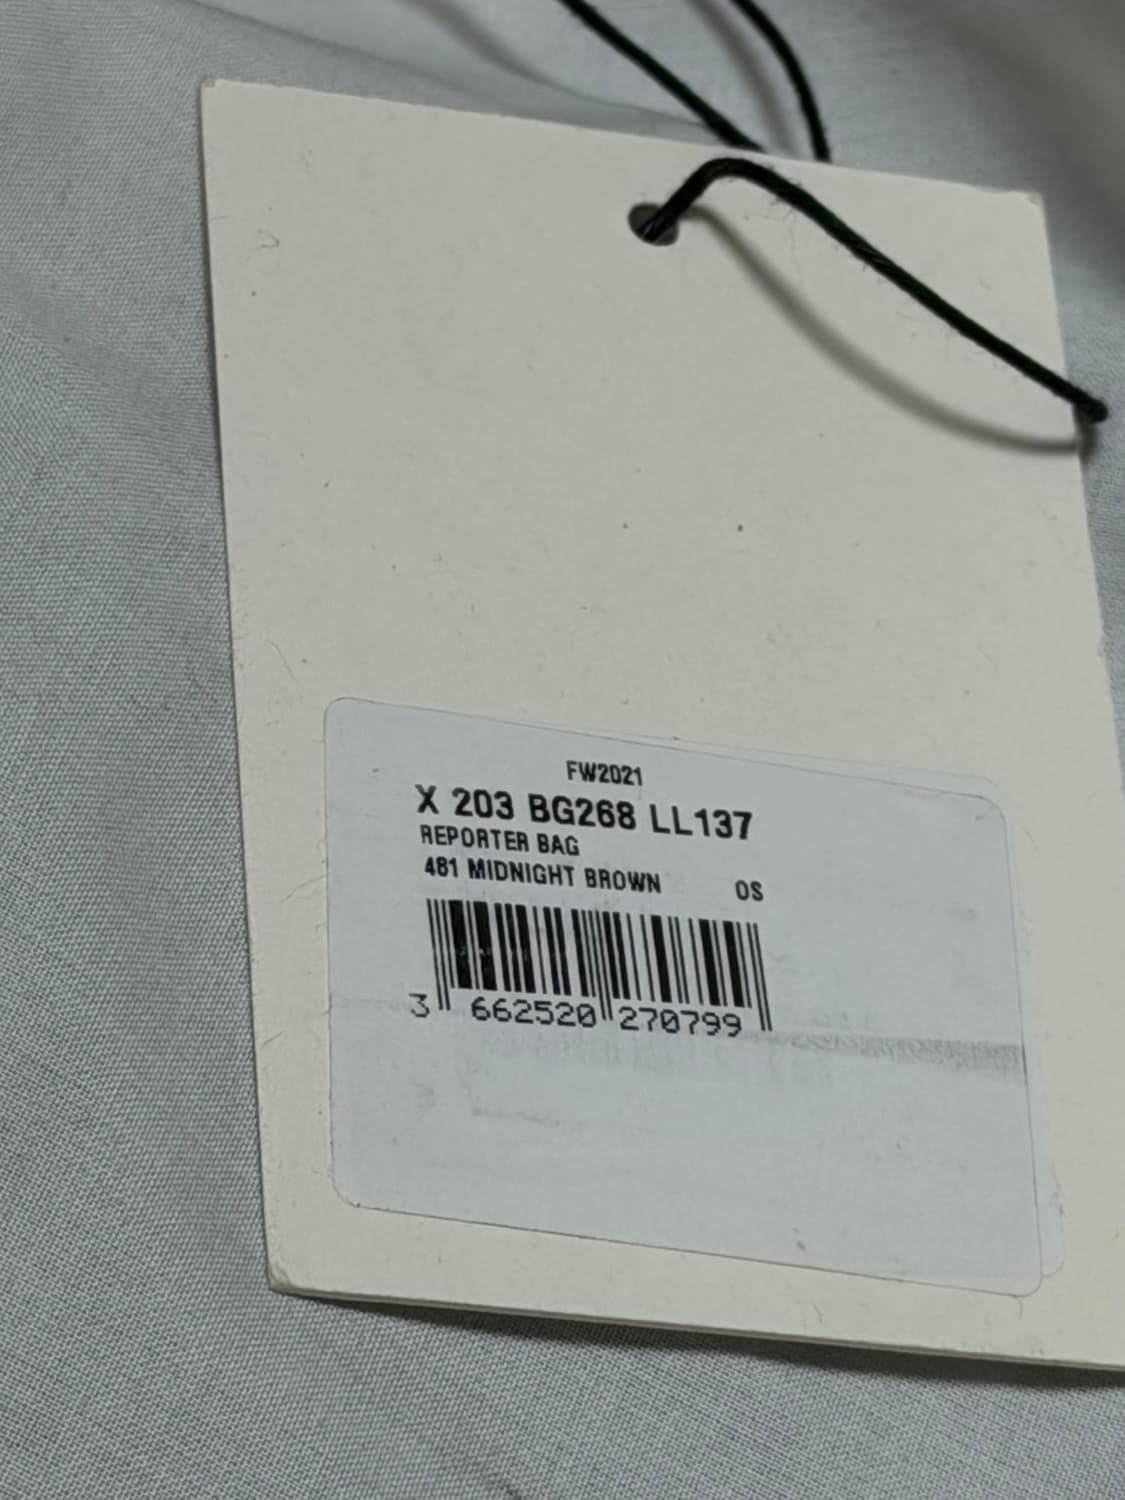 FW2021
X 203 BG268 LL137
REPORTER BAG
481 MIDNIGHT BROWN OS
3 662520 270799